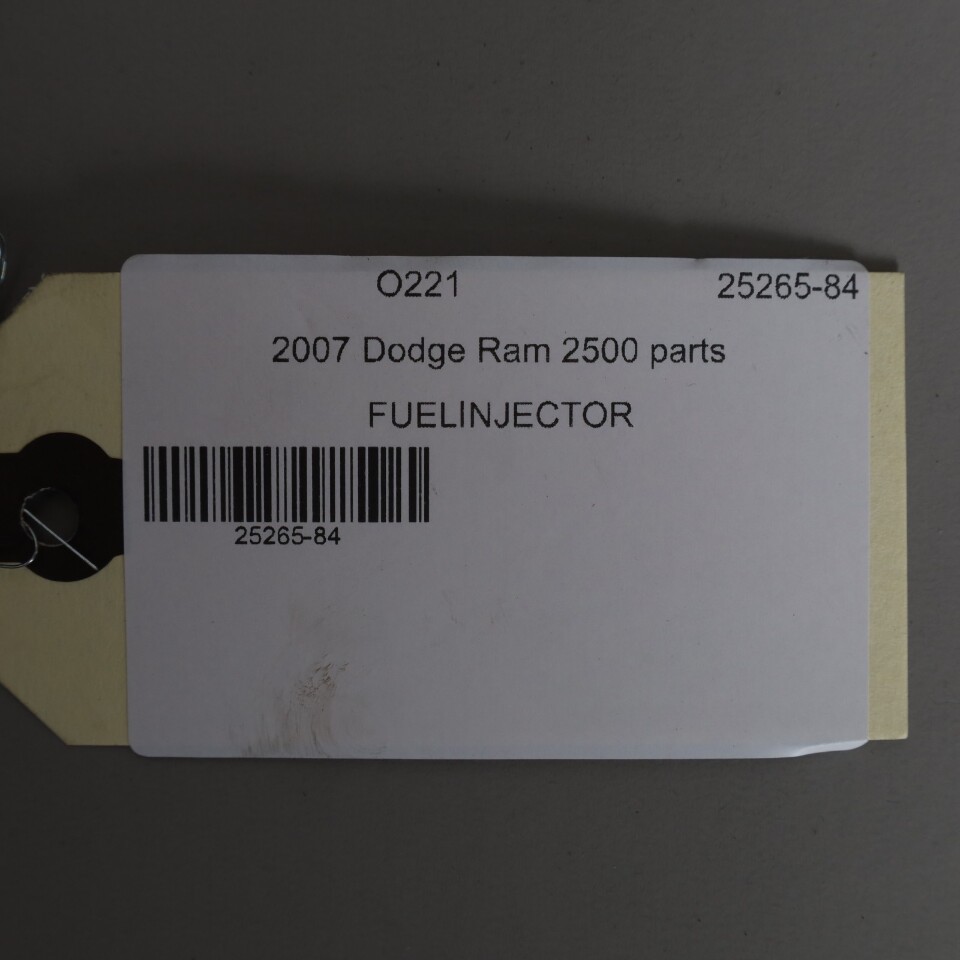 O221 25265-84
2007 Dodge Ram 2500 parts
FUELINJECTOR
25265-84